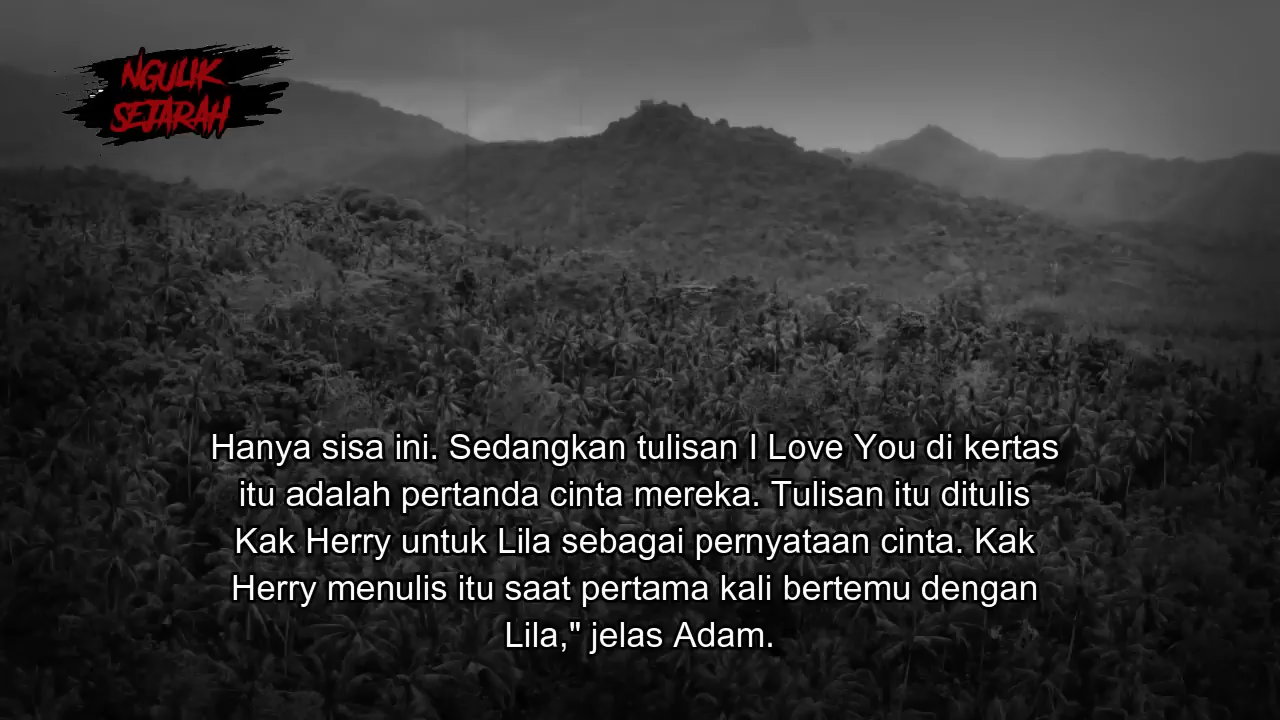 NGULIK
SEJARAH
Hanya sisa ini. Sedangkan tulisan I Love You di kertas
itu adalah pertanda cinta mereka. Tulisan itu ditulis
Kak Herry untuk Lila sebagai pernyataan cinta. Kak
Herry menulis itu saat pertama kali bertemu dengan
Lila," jelas Adam.